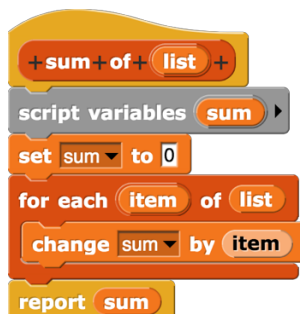 +sum+of+ list +
script variables sum
set sum to 0
for each item of list
change sum by item
report sum